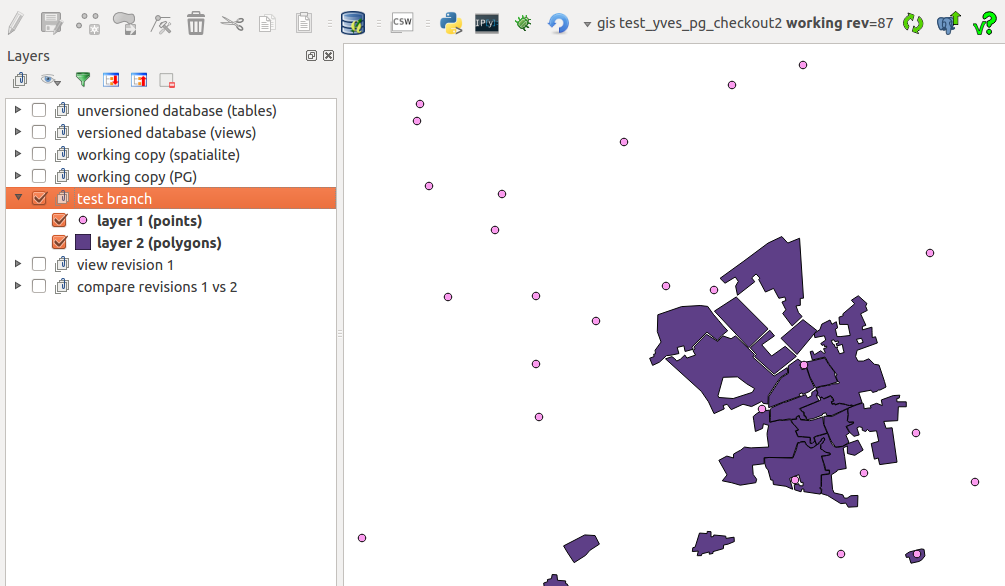 CSW
IP[y]:
gis test_yves_pg_checkout2 working rev=87
Layers
unversioned database (tables)
versioned database (views)
working copy (spatialite)
working copy (PG)
test branch
layer 1 (points)
layer 2 (polygons)
view revision 1
compare revisions 1 vs 2